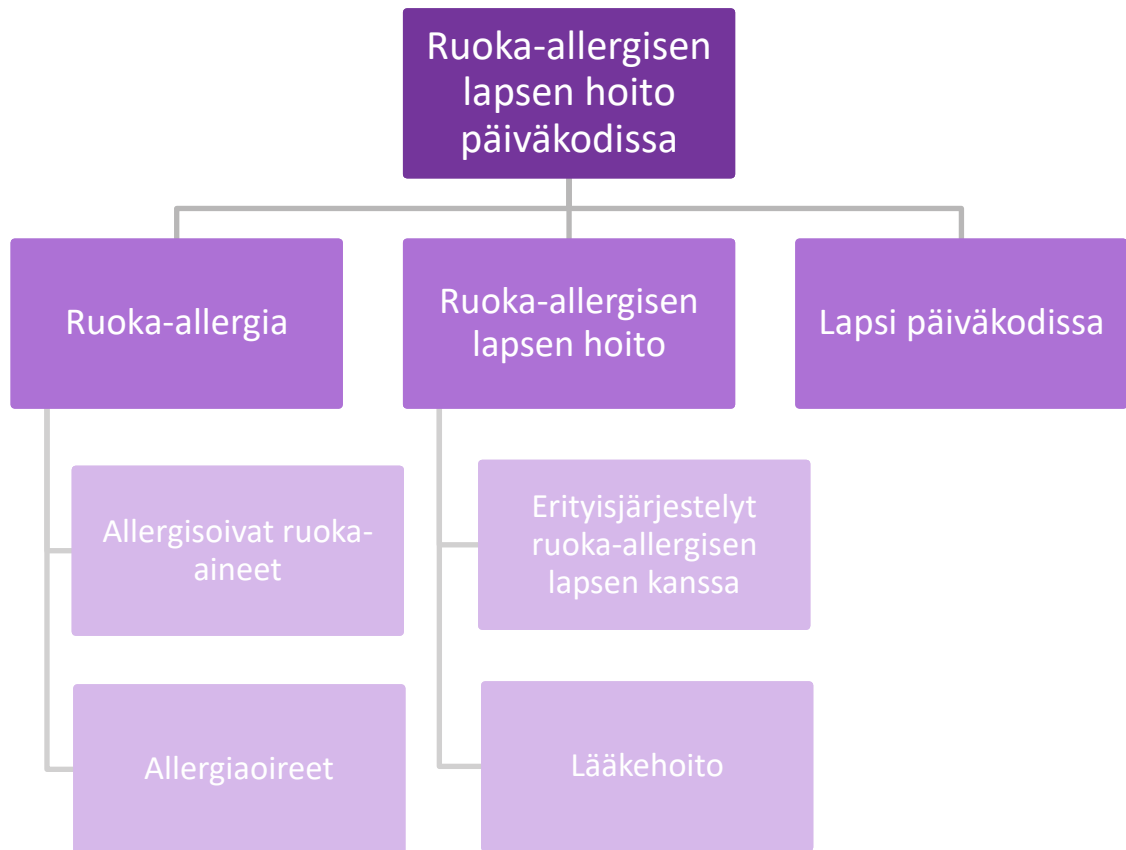 Ruoka-allergisen
lapsen hoito
päiväkodissa
Ruoka-allergia
Ruoka-allergisen
lapsen hoito
Lapsi päiväkodissa
Allergisoivat ruoka-
aineet
Erityisjärjestelyt
ruoka-allergisen
lapsen kanssa
Allergiaoireet
Lääkehoito